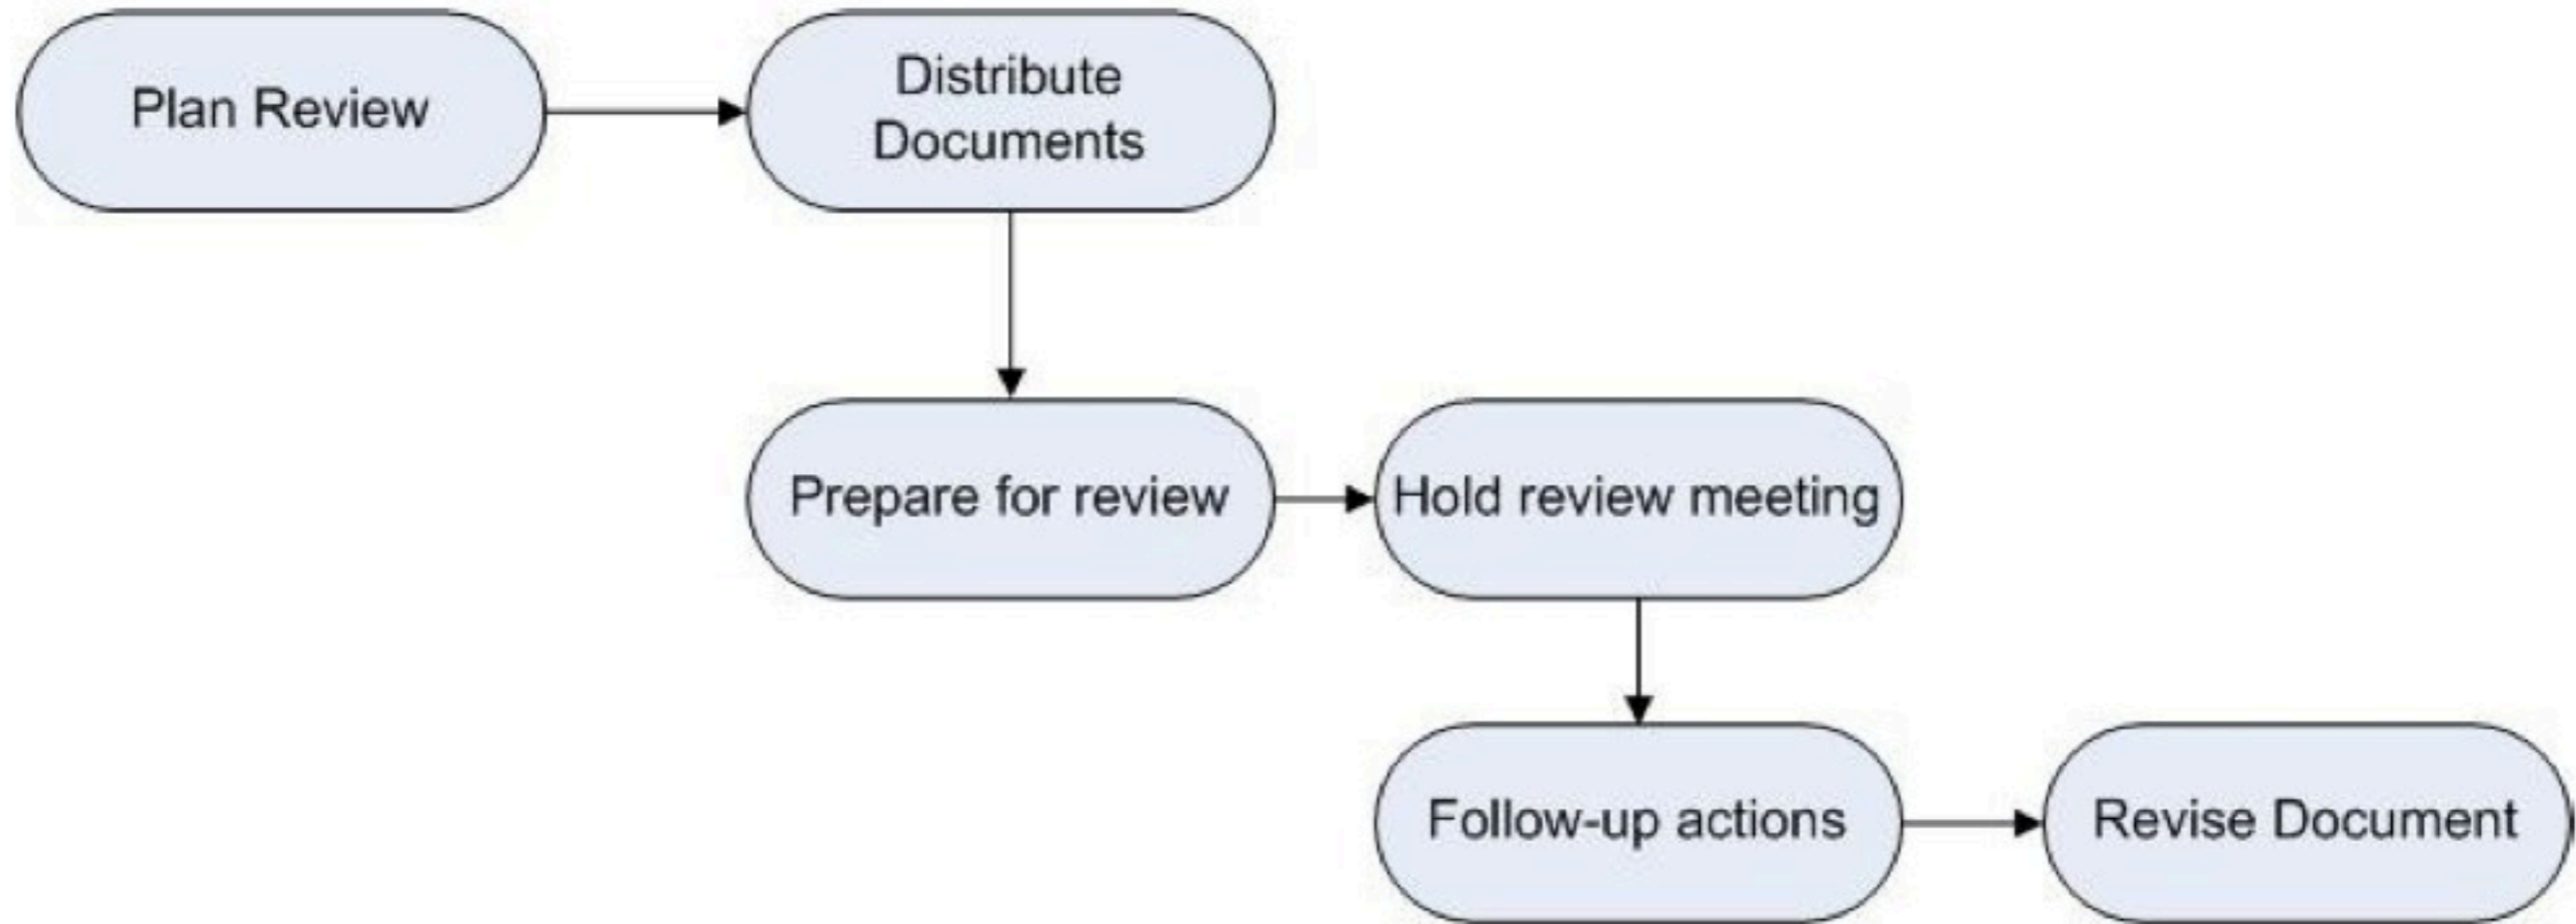 Plan Review
Distribute
Documents
Prepare for review
Hold review meeting
Follow-up actions
Revise Document